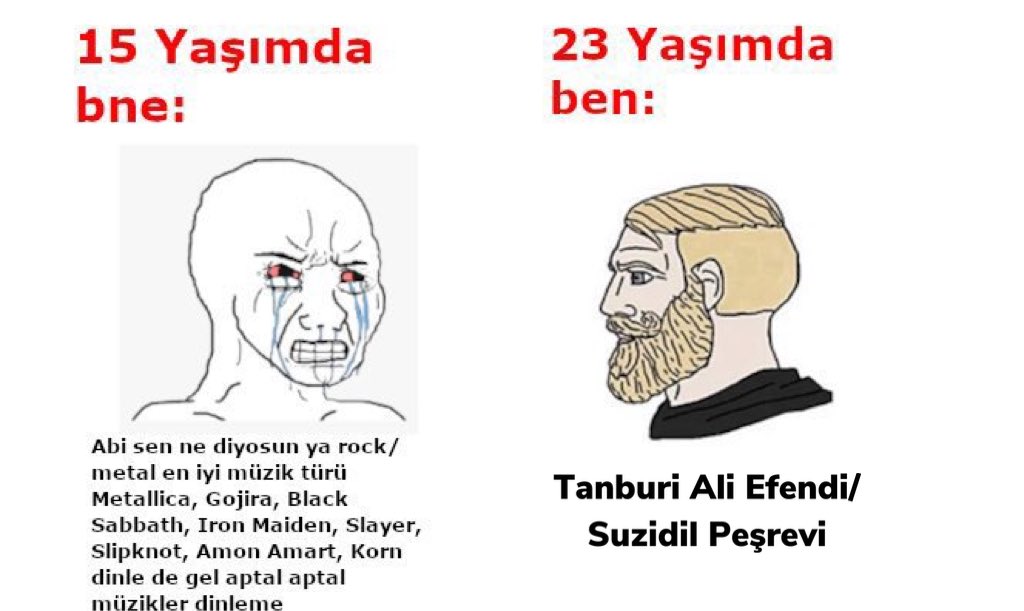 15 Yaşımda
bne:
23 Yaşımda
ben:
Abi sen ne diyosun ya rock/
metal en iyi müzik türü
Metallica, Gojira, Black
Sabbath, Iron Maiden, Slayer,
Slipknot, Amon Amart, Korn
dinle de gel aptal aptal
müzikler dinleme
Tanburi Ali Efendi/
Suzidil Peşrevi